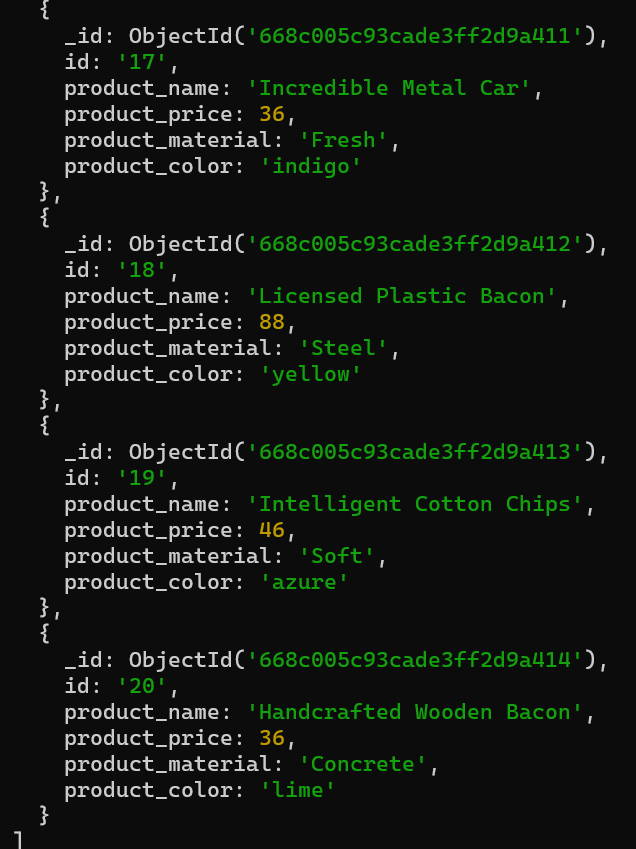 {
_id: ObjectId('668c005c93cade3ff2d9a411'),
id: '17',
product_name: 'Incredible Metal Car',
product_price: 36,
product_material: 'Fresh',
product_color: 'indigo'
},
{
_id: ObjectId('668c005c93cade3ff2d9a412'),
id: '18',
product_name: 'Licensed Plastic Bacon',
product_price: 88,
product_material: 'Steel',
product_color: 'yellow'
},
{
_id: ObjectId('668c005c93cade3ff2d9a413'),
id: '19',
product_name: 'Intelligent Cotton Chips',
product_price: 46,
product_material: 'Soft',
product_color: 'azure'
},
{
_id: ObjectId('668c005c93cade3ff2d9a414'),
id: '20',
product_name: 'Handcrafted Wooden Bacon',
product_price: 36,
product_material: 'Concrete',
product_color: 'lime'
}
]